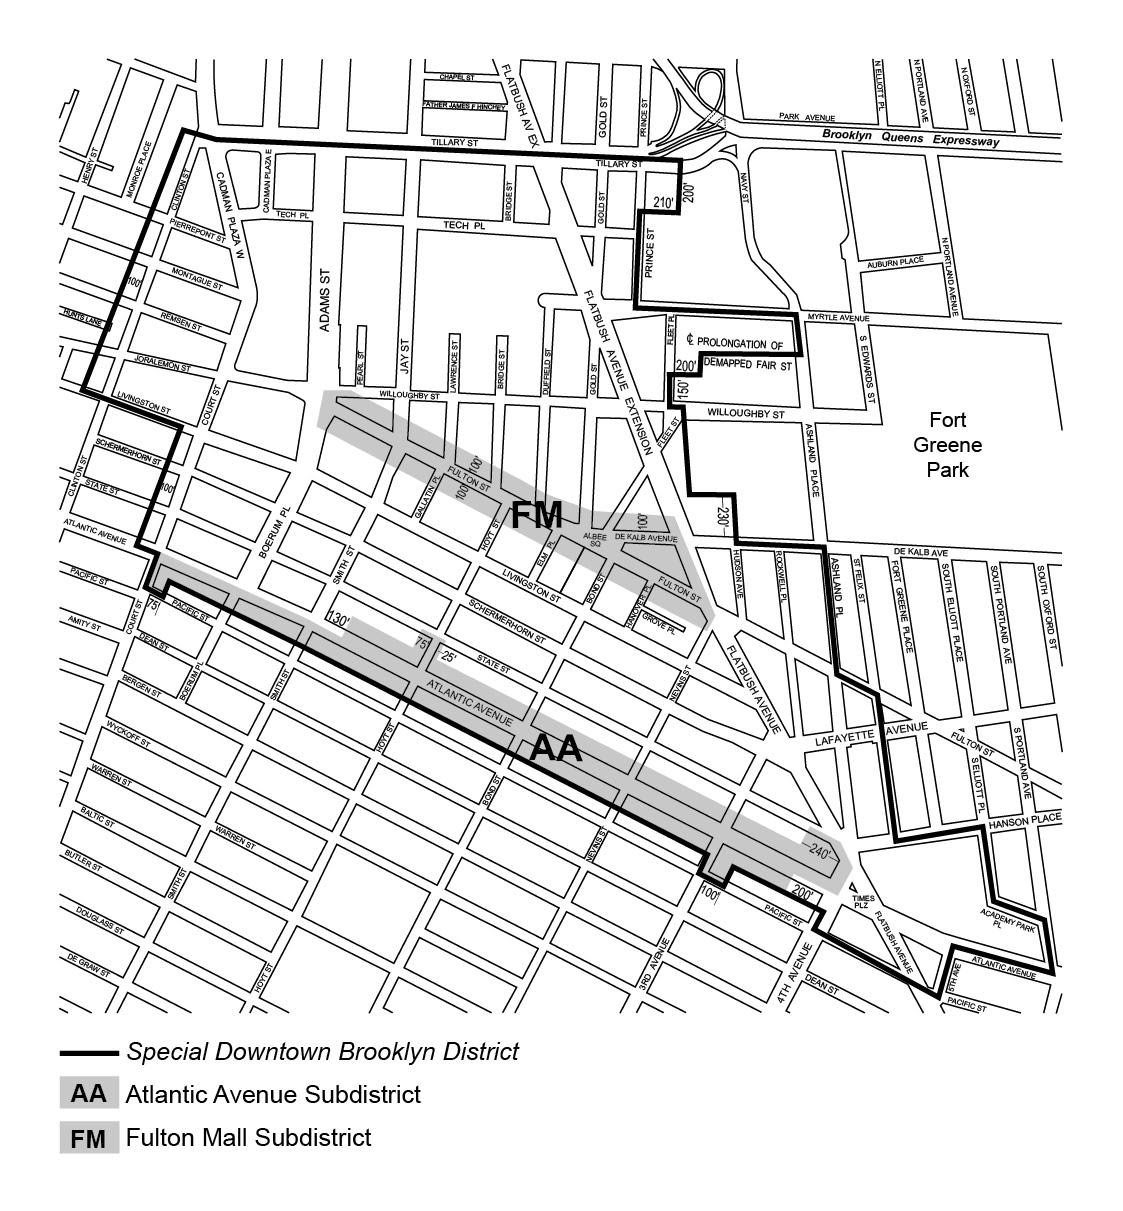 CHAPEL ST
FATHER JAMES F HINCHEY
FLATBUSH AV EX
GOLD ST
PRINCE ST
N ELLIOTT PL
N PORTLAND AVE
N OXFORD ST
PARK AVENUE
Brooklyn Queens Expressway
HENRY ST
MONROE PLACE
TILLARY ST
TILLARY ST
CLINTON ST
CADMAN PLAZA W
CADMAN PLAZA E
BRIDGE ST
GOLD ST
210'
200'
NAVY ST
TECH PL
TECH PL
PIERREPONT ST
PRINCE ST
N PORTLAND AVENUE
AUBURN PLACE
MONTAGUE ST
100'
ADAMS ST
HUNTS LANE
REMSEN ST
FLATBUSH AVENUE EXTENSION
MYRTLE AVENUE
FLEET PL
℄ PROLONGATION OF
DEMAPPED FAIR ST
200'
150'
S EDWARDS ST
JORALEMON ST
PEARL ST
JAY ST
LAWRENCE ST
BRIDGE ST
DUFFIELD ST
GOLD ST
WILLOUGHBY ST
WILLOUGHBY ST
LIVINGSTON ST
COURT ST
FLEET ST
ASHLAND PLACE
Fort
Greene
Park
SCHERMERHORN ST
CLINTON ST
STATE ST
100'
FULTON ST
100'
100'
GALLATIN PL
FM
230'
100'
ATLANTIC AVENUE
BOERUM PL
HOYT ST
ELM PL
ALBEE
SQ
DE KALB AVENUE
DE KALB AVE
SMITH ST
LIVINGSTON ST
BOND ST
HANOVER PL
FULTON ST
GROVE PL
HUDSON AVE
ROCKWELL PL
ASHLAND PL
ST FELIX ST
FORT GREENE PLACE
SOUTH ELLIOTT PLACE
SOUTH PORTLAND AVE
SOUTH OXFORD ST
PACIFIC ST
75'
PACIFIC ST
COURT ST
AMITY ST
DEAN ST
130'
75'
25'
SCHERMERHORN ST
STATE ST
BERGEN ST
BOERUM PL
SMITH ST
ATLANTIC AVENUE
NEVINS ST
FLATBUSH AVENUE
LAFAYETTE AVENUE
FULTON ST
WYCKOFF ST
HOYT ST
AA
S ELLIOTT PL
S PORTLAND AVE
WARREN ST
BOND ST
HANSON PLACE
BALTIC ST
WARREN ST
NEVINS ST
240'
BUTLER ST
SMITH ST
100'
200'
TIMES
PLZ
PACIFIC ST
ACADEMY PARK
PL
DOUGLASS ST
FLATBUSH AVENUE
DE GRAW ST
HOYT ST
3RD AVENUE
4TH AVENUE
DEAN ST
5TH AVE
ATLANTIC AVENUE
PACIFIC ST
Special Downtown Brooklyn District
AA Atlantic Avenue Subdistrict
FM Fulton Mall Subdistrict